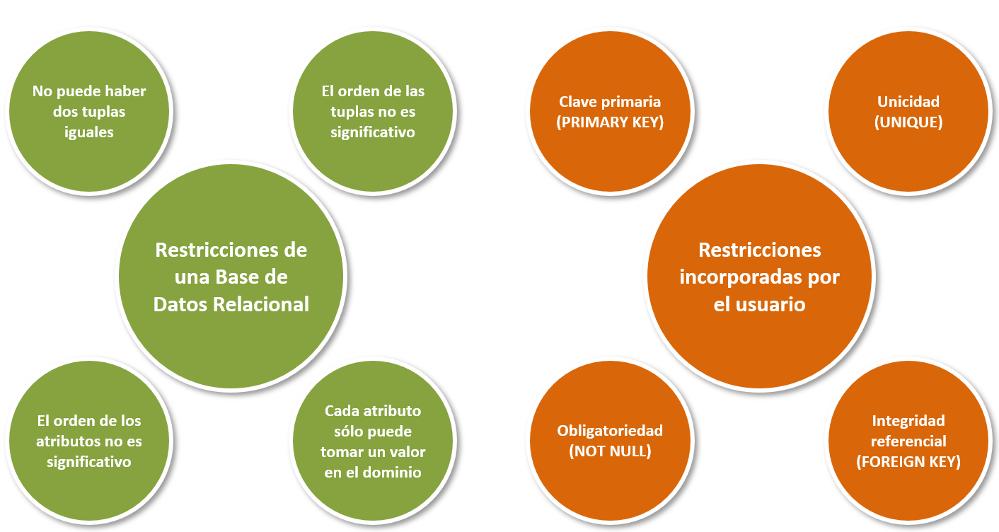 No puede haber
dos tuplas
iguales
El orden de las
tuplas no es
significativo
Restricciones de
una Base de
Datos Relacional
El orden de los
atributos no es
significativo
Cada atributo
sólo puede
tomar un valor
en el dominio
Clave primaria
(PRIMARY KEY)
Unicidad
(UNIQUE)
Restricciones
incorporadas por
el usuario
Obligatoriedad
(NOT NULL)
Integridad
referencial
(FOREIGN KEY)